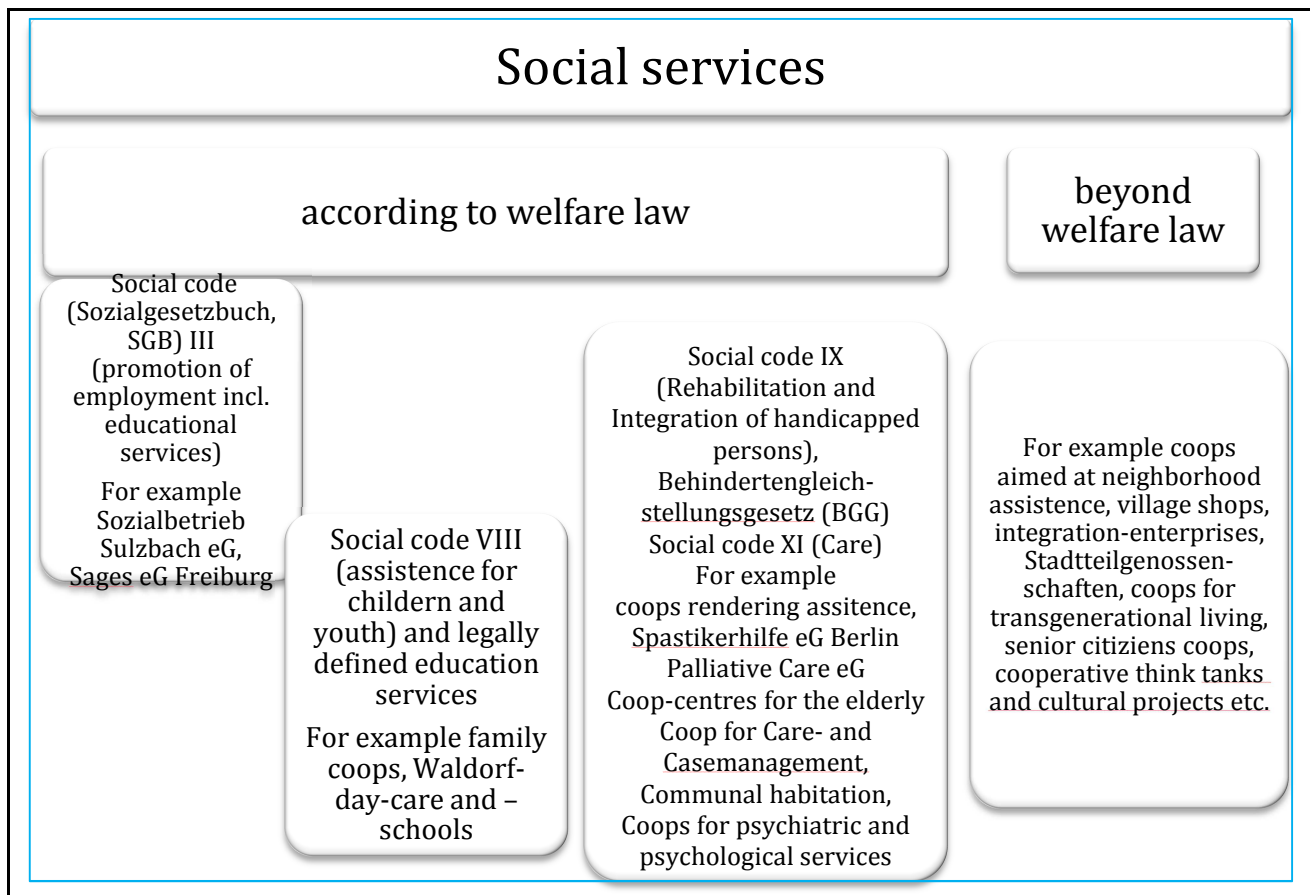 Social services
according to welfare law
beyond
welfare law
Social code
(Sozialgesetzbuch,
SGB) III
(promotion of
employment incl.
educational
services)
For example
Sozialbetrieb
Sulzbach eG,
Sages eG Freiburg
Social code VIII
(assistence for
childern and
youth) and legally
defined education
services
For example family
coops, Waldorf-
day-care and –
schools
Social code IX
(Rehabilitation and
Integration of handicapped
persons),
Behindertengleich-
stellungsgesetz (BGG)
Social code XI (Care)
For example
coops rendering assitence,
Spastikerhilfe eG Berlin
Palliative Care eG
Coop-centres for the elderly
Coop for Care- and
Casemanagement,
Communal habitation,
Coops for psychiatric and
psychological services
For example coops
aimed at neighborhood
assistence, village shops,
integration-enterprises,
Stadtteilgenossen-
schaften, coops for
transgenerational living,
senior citiziens coops,
cooperative think tanks
and cultural projects etc.